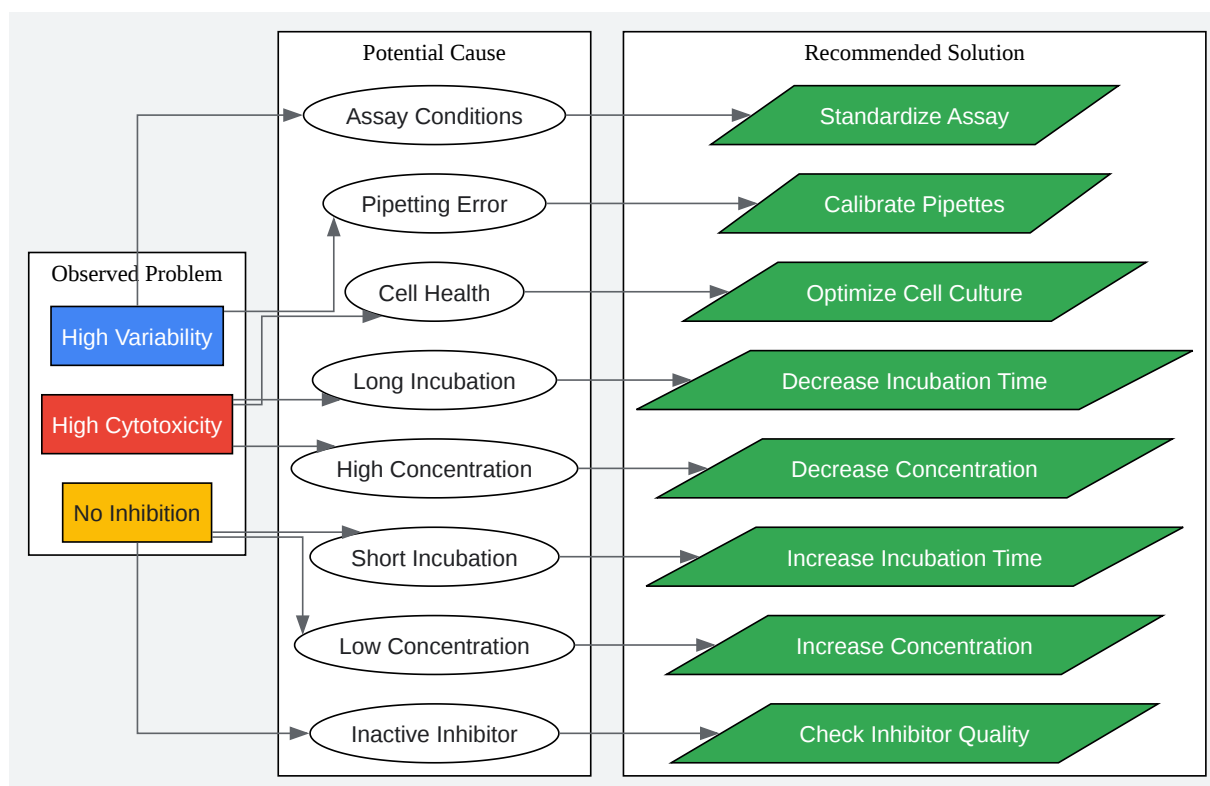 Observed Problem
High Variability
High Cytotoxicity
No Inhibition
Potential Cause
Assay Conditions
Pipetting Error
Cell Health
Long Incubation
High Concentration
Short Incubation
Low Concentration
Inactive Inhibitor
Recommended Solution
Standardize Assay
Calibrate Pipettes
Optimize Cell Culture
Decrease Incubation Time
Decrease Concentration
Increase Incubation Time
Increase Concentration
Check Inhibitor Quality